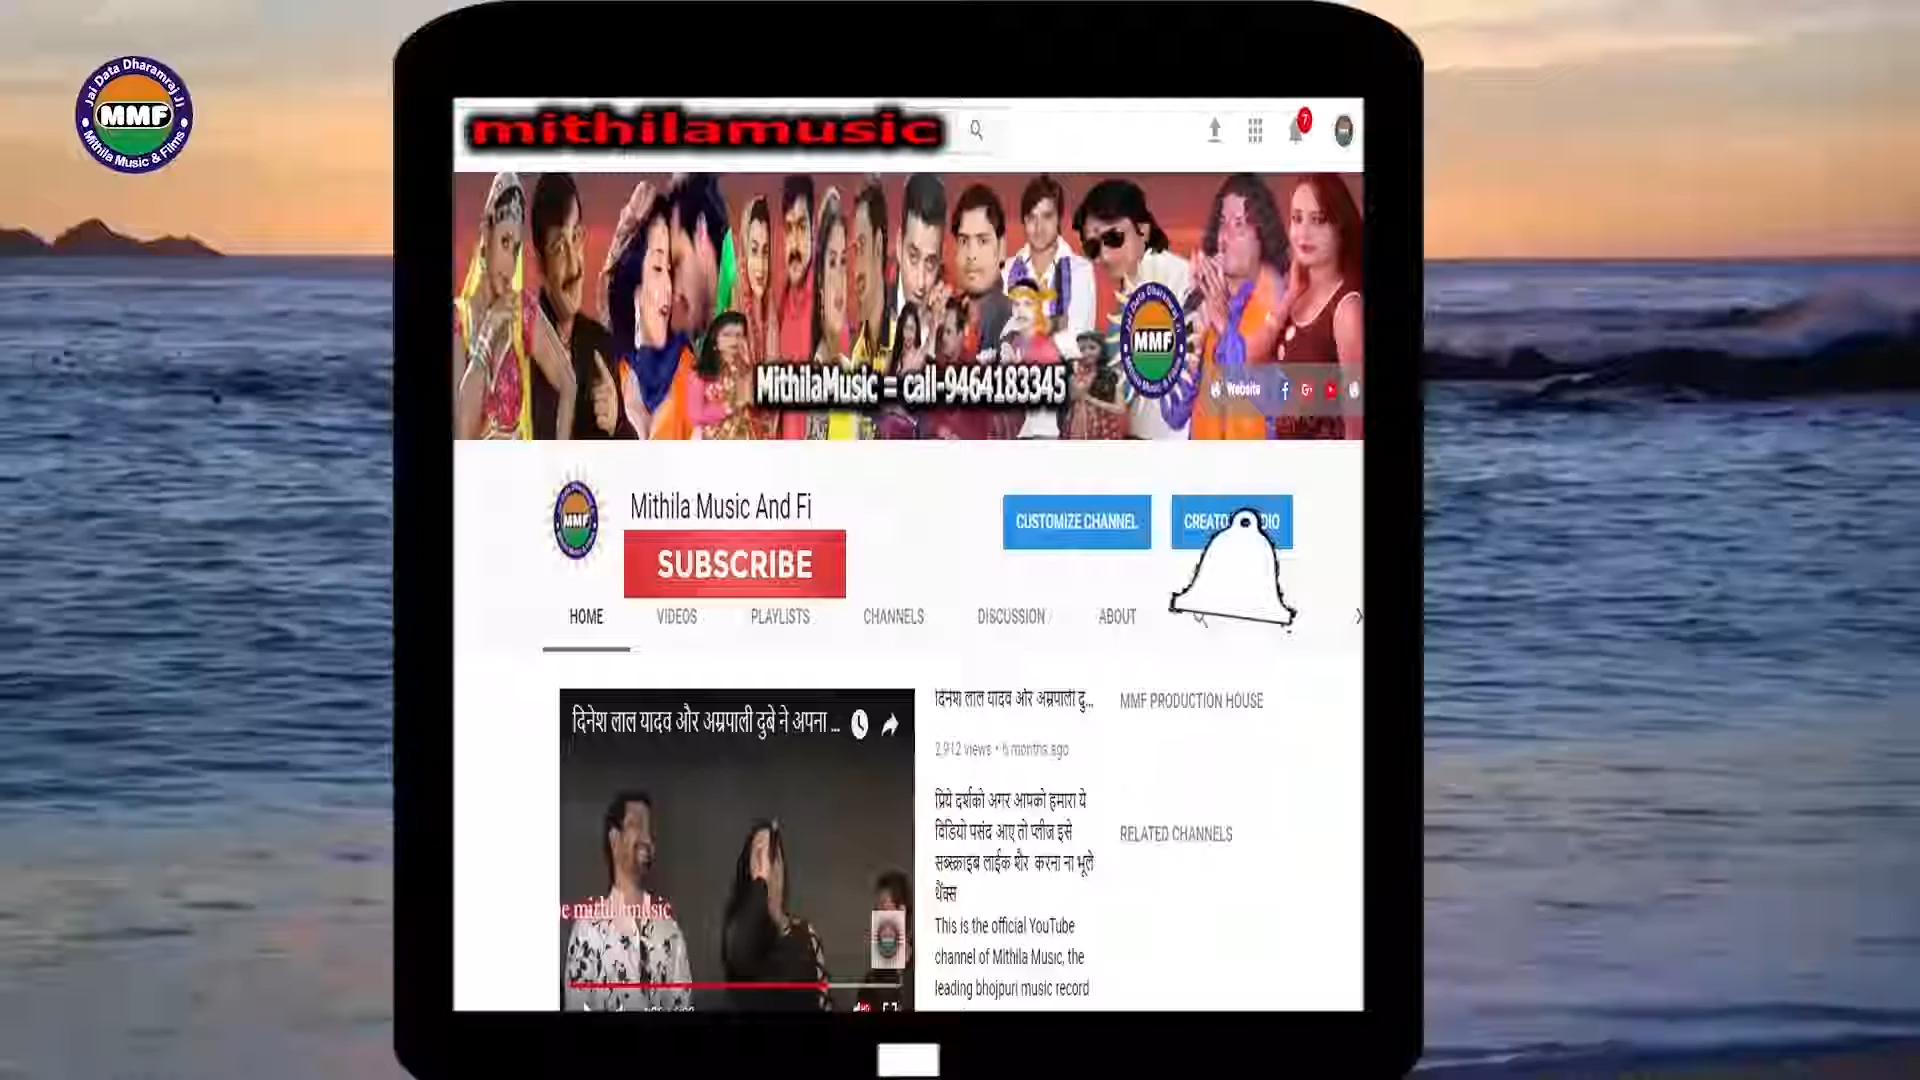 Jai Data Dharamraj Ji
MMF
Mithila Music & Films
mithilamusic
7
MMF
MithilaMusic = call-9464183345
Website
Mithila Music And Fi
SUBSCRIBE
CUSTOMIZE CHANNEL
HOME
VIDEOS
PLAYLISTS
CHANNELS
DISCUSSION
ABOUT
दिनेश लाल यादव और अम्रपाली दुबे ने अपना ...
दिनेश लाल यादव और अम्रपाली दु...
2,912 views • 6 months ago
प्रिये दर्शको अगर आपको हमारा ये
विडियो पसंद आए तो प्लीज इसे
सब्स्क्राइब लाईक शैर करना ना भूले
थैंक्स
This is the official YouTube
channel of Mithila Music, the
leading bhojpuri music record
MMF PRODUCTION HOUSE
RELATED CHANNELS
e mithilamusic